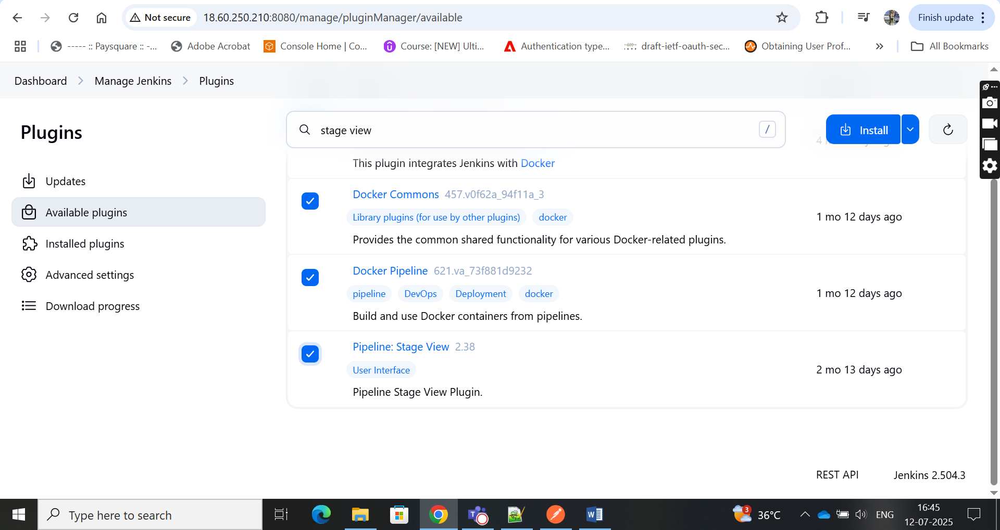 Not secure
18.60.250.210:8080/manage/pluginManager/available
Finish update
----- :: Paysquare :: -...
Adobe Acrobat
Console Home | Co...
Course: [NEW] Ulti...
Authentication type...
draft-ietf-oauth-sec...
Obtaining User Prof...
All Bookmarks
Dashboard
Manage Jenkins
Plugins
Plugins
stage view
/
Install
Updates
Available plugins
Installed plugins
Advanced settings
Download progress
This plugin integrates Jenkins with Docker
Docker Commons 457.v0f62a_94f11a_3
Library plugins (for use by other plugins) docker
1 mo 12 days ago
Provides the common shared functionality for various Docker-related plugins.
Docker Pipeline 621.va_73f881d9232
pipeline DevOps Deployment docker
1 mo 12 days ago
Build and use Docker containers from pipelines.
Pipeline: Stage View 2.38
User Interface
2 mo 13 days ago
Pipeline Stage View Plugin.
REST API
Jenkins 2.504.3
Type here to search
3
36°C
ENG
16:45
12-07-2025